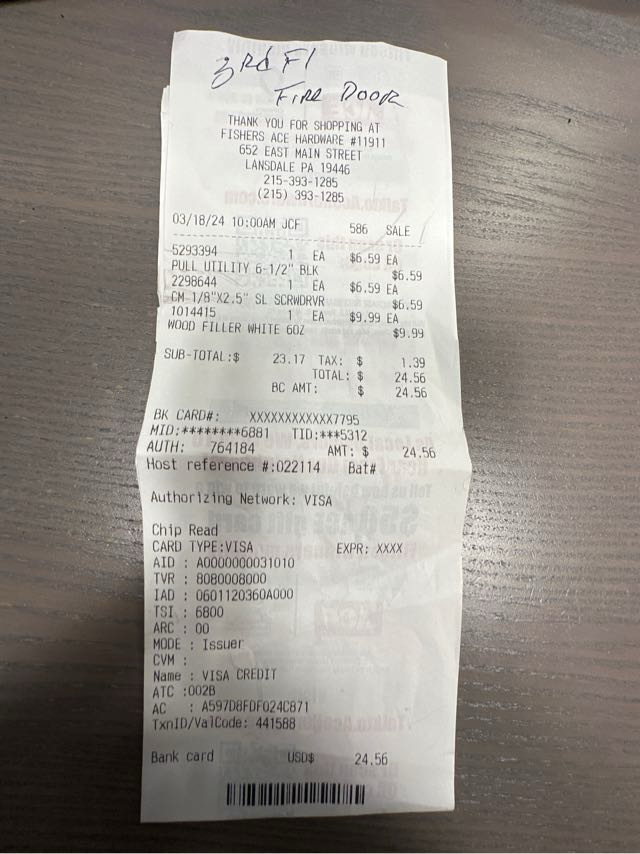 3Rd Fl
FIRE DOOR
THANK YOU FOR SHOPPING AT
FISHERS ACE HARDWARE #11911
652 EAST MAIN STREET
LANSDALE PA 19446
215-393-1285
(215) 393-1285
03/18/24 10:00AM JCF 586 SALE
5293394 1 EA $6.59 EA
PULL UTILITY 6-1/2" BLK $6.59
2298644 1 EA $6.59 EA
CM 1/8"X2.5" SL SCRWDRVR $6.59
1014415 1 EA $9.99 EA
WOOD FILLER WHITE 6OZ $9.99
SUB-TOTAL:$ 23.17 TAX: $ 1.39
TOTAL: $ 24.56
BC AMT: $ 24.56
BK CARD#: XXXXXXXXXXXX7795
MID:********6881 TID:***5312
AUTH: 764184 AMT: $ 24.56
Host reference #:022114 Bat#
Authorizing Network: VISA
Chip Read
CARD TYPE:VISA EXPR: XXXX
AID : A0000000031010
TVR : 8080008000
IAD : 0601120360A000
TSI : 6800
ARC : 00
MODE : Issuer
CVM :
Name : VISA CREDIT
ATC :002B
AC : A597D8FDF024C871
TxnID/ValCode: 441588
Bank card USD$ 24.56